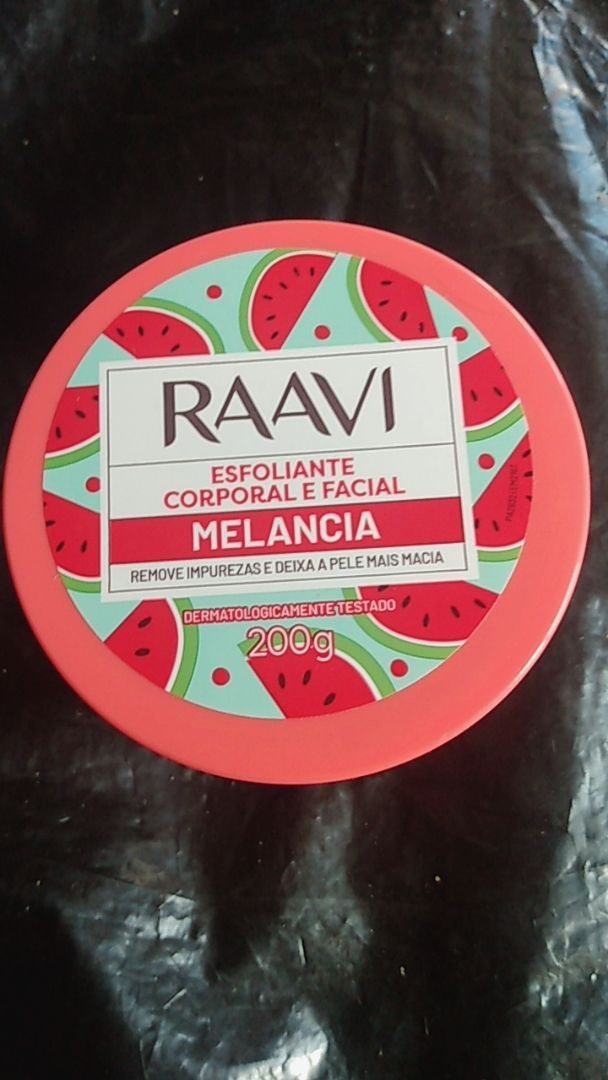 RAAVI
ESFOLIANTE
CORPORAL E FACIAL
MELANCIA
REMOVE IMPUREZAS E DEIXA A PELE MAIS MACIA
DERMATOLOGICAMENTE TESTADO
200g